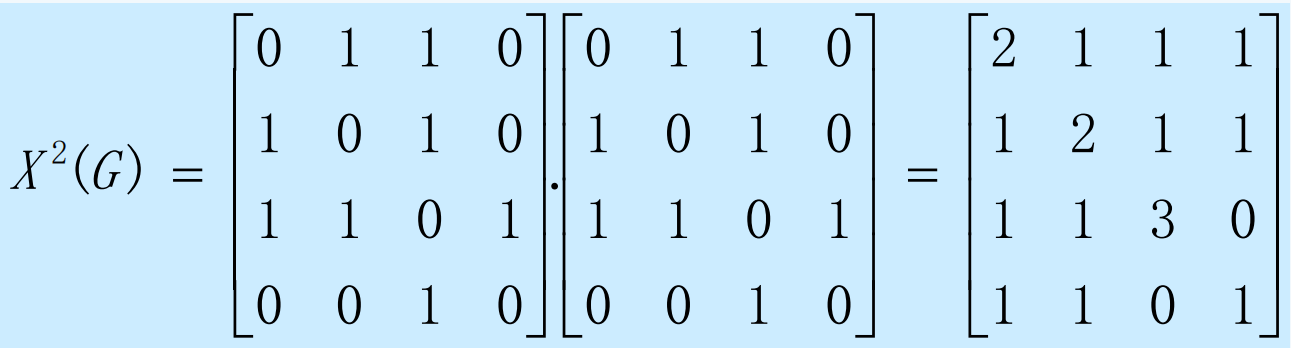 0 1 1 0 0 1 1 0 2 1 1 1
1 0 1 0 1 0 1 0 1 2 1 1
X²(G) = . =
1 1 0 1 1 1 0 1 1 1 3 0
0 0 1 0 0 0 1 0 1 1 0 1